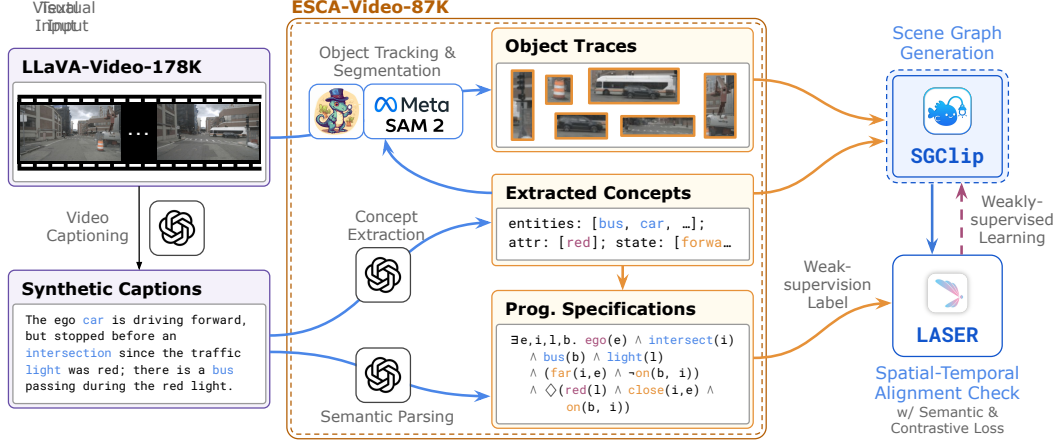 Visual
Input
Textual
Input
LLaVA-Video-178K
...
Video
Captioning
Synthetic Captions
The ego car is driving forward,
but stopped before an
intersection since the traffic
light was red; there is a bus
passing during the red light.
ESCA-Video-87K
Object Tracking &
Segmentation
Meta
SAM 2
Object Traces
Concept
Extraction
Extracted Concepts
entities: [bus, car, …];
attr: [red]; state: [forwa…
Semantic Parsing
Prog. Specifications
∃e,i,l,b. ego(e) ∧ intersect(i)
∧ bus(b) ∧ light(l)
∧ (far(i,e) ∧ ¬on(b, i))
∧ ◇(red(l) ∧ close(i,e) ∧
on(b, i))
Scene Graph
Generation
SGClip
Weakly-
supervised
Learning
Weak-
supervision
Label
LASER
Spatial-Temporal
Alignment Check
w/ Semantic &
Contrastive Loss